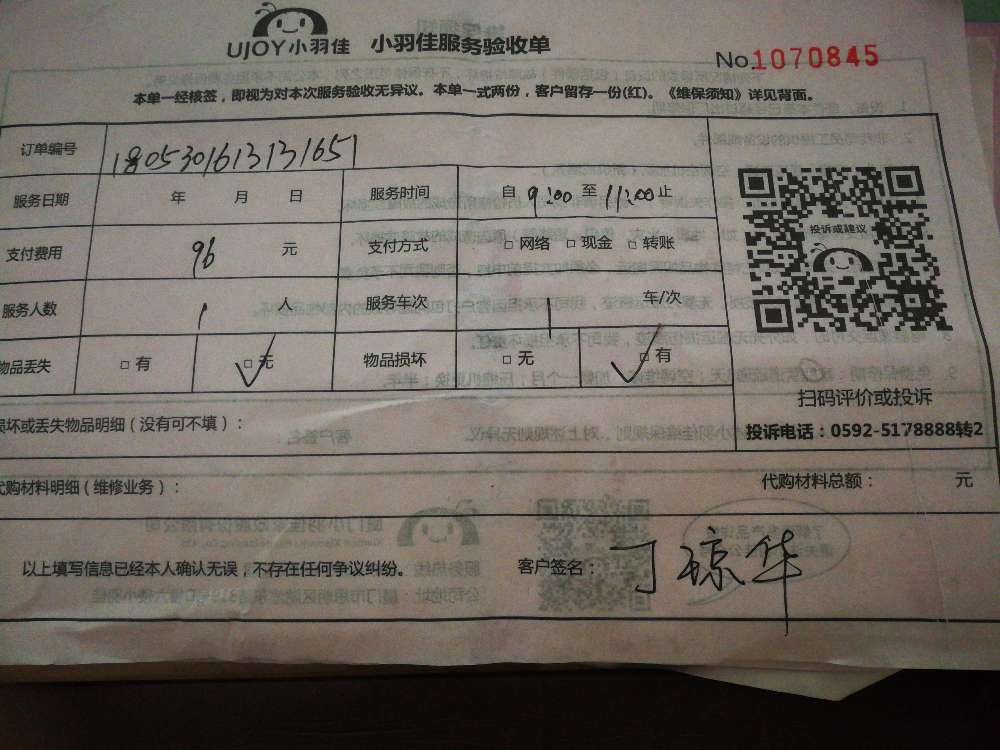 UJOY小羽佳 小羽佳服务验收单
No.1070845
本单一经核签，即视为对本次服务验收无异议。本单一式两份，客户留存一份(红)。《维保须知》详见背面。
订单编号 1805301613131651
服务日期 年 月 日 服务时间 自 9:00 至 11:00 止
支付费用 96 元 支付方式 □ 网络 □ 现金 □ 转账
服务人数 1 人 服务车次 1 车/次
物品丢失 □ 有 □ 无 物品损坏 □ 无 □ 有
投诉或建议
扫码评价或投诉
投诉电话：0592-5178888转2
损坏或丢失物品明细（没有可不填）：
代购材料明细（维修业务）： 代购材料总额： 元
以上填写信息已经本人确认无误，不存在任何争议纠纷。 客户签名： 丁琼华